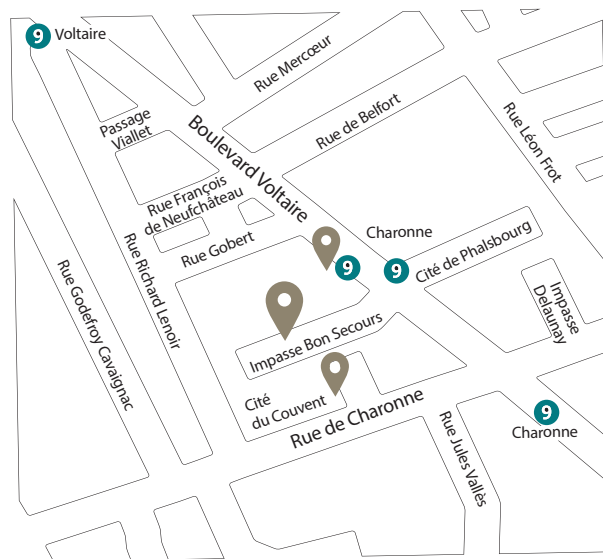 9 Voltaire
Rue Mercœur
Passage
Viallet
Boulevard Voltaire
Rue de Belfort
Rue Léon Frot
Rue François
de Neufchâteau
Charonne
Rue Gobert
9
9
Cité de Phalsbourg
Rue Godefroy Cavaignac
Rue Richard Lenoir
Impasse
Delaunay
Impasse Bon Secours
Cité
du Couvent
Rue de Charonne
9
Charonne
Rue Jules Vallès